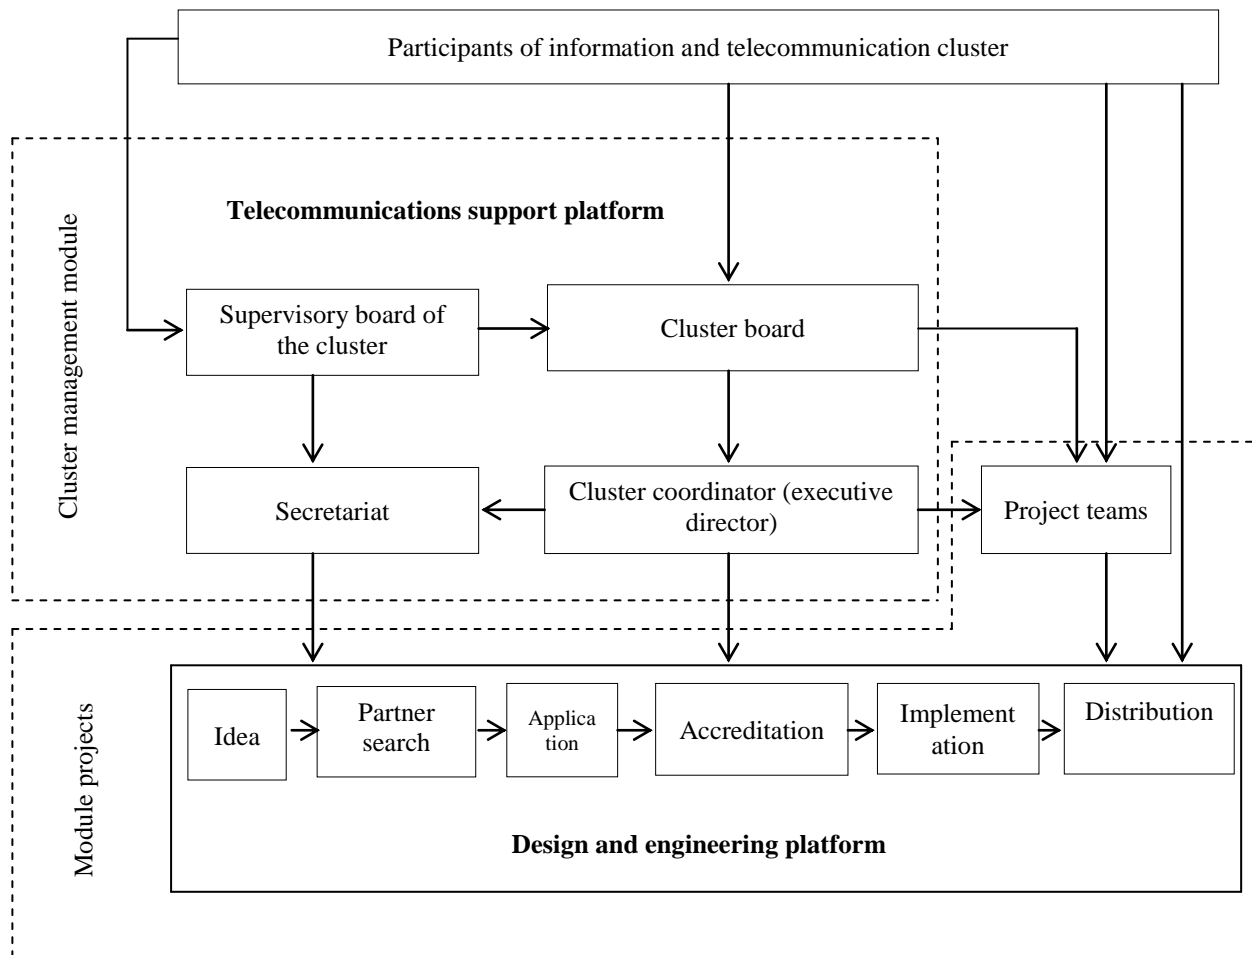 Participants of information and telecommunication cluster
Telecommunications support platform
Cluster management module
Supervisory board of
the cluster
Cluster board
Secretariat
Cluster coordinator (executive
director)
Project teams
Module projects
Idea
Partner
search
Applica
tion
Accreditation
Implement
ation
Distribution
Design and engineering platform